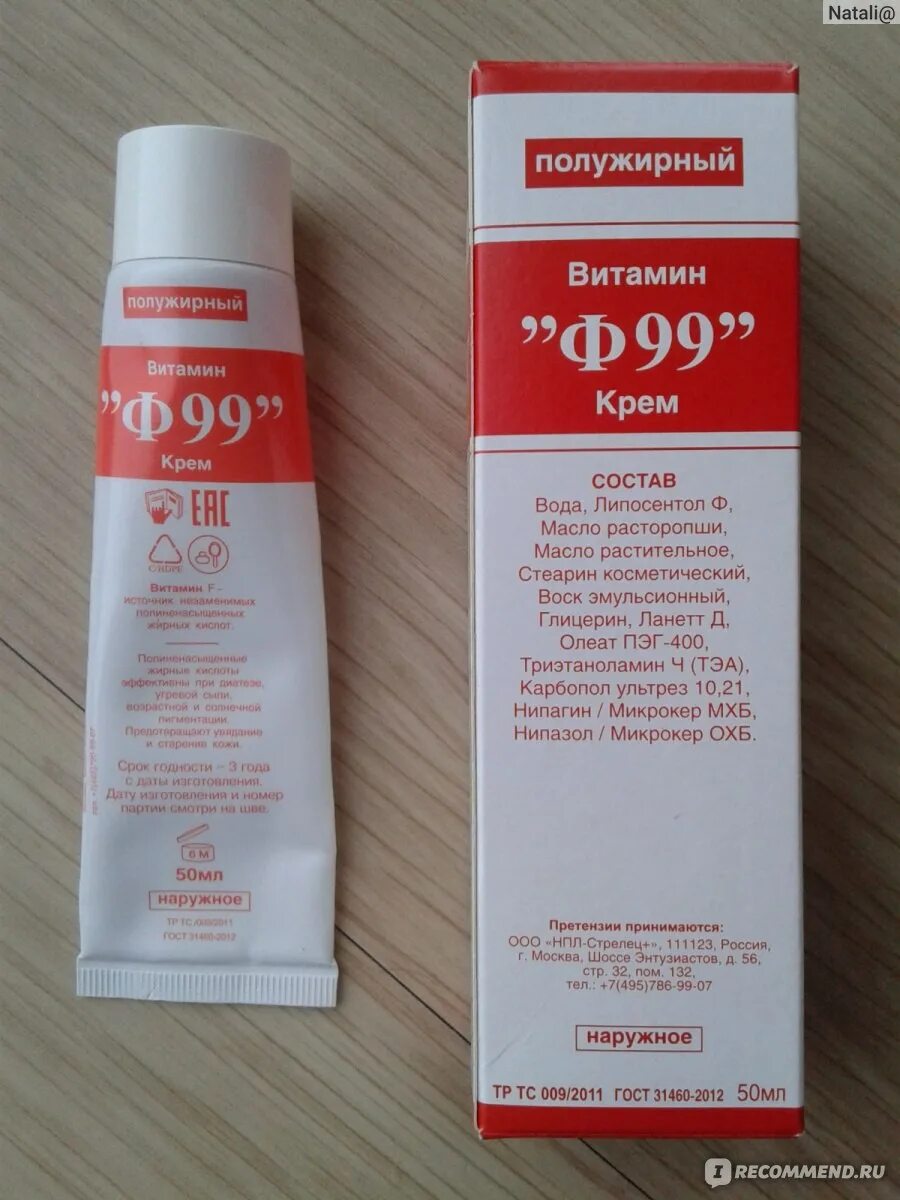 Natali@
полужирный
Витамин
”Ф99”
Крем
EAC
C/HDPE
Витамин F -
источник незаменимых
полиненасыщенных
жирных кислот.
Полиненасыщенные
жирные кислоты
эффективны при диатезе,
угревой сыпи,
возрастной и солнечной
пигментации.
Предотвращают увядание
и старение кожи.
Срок годности – 3 года
с даты изготовления.
Дату изготовления и номер
партии смотри на шве.
6 M
50мл
наружное
ТР ТС /009/2011
ГОСТ 31460-2012
полужирный
Витамин
”Ф99”
Крем
СОСТАВ
Вода, Липосентол Ф,
Масло расторопши,
Масло растительное,
Стеарин косметический,
Воск эмульсионный,
Глицерин, Ланетт Д,
Олеат ПЭГ-400,
Триэтаноламин Ч (ТЭА),
Карбопол ультрез 10,21,
Нипагин / Микрокер МХБ,
Нипазол / Микрокер ОХБ.
Претензии принимаются:
ООО «НПЛ-Стрелец+», 111123, Россия,
г. Москва, Шоссе Энтузиастов, д. 56,
стр. 32, пом. 132,
тел.: +7(495)786-99-07
наружное
ТР ТС 009/2011 ГОСТ 31460-2012 50мл
I RECOMMEND.RU